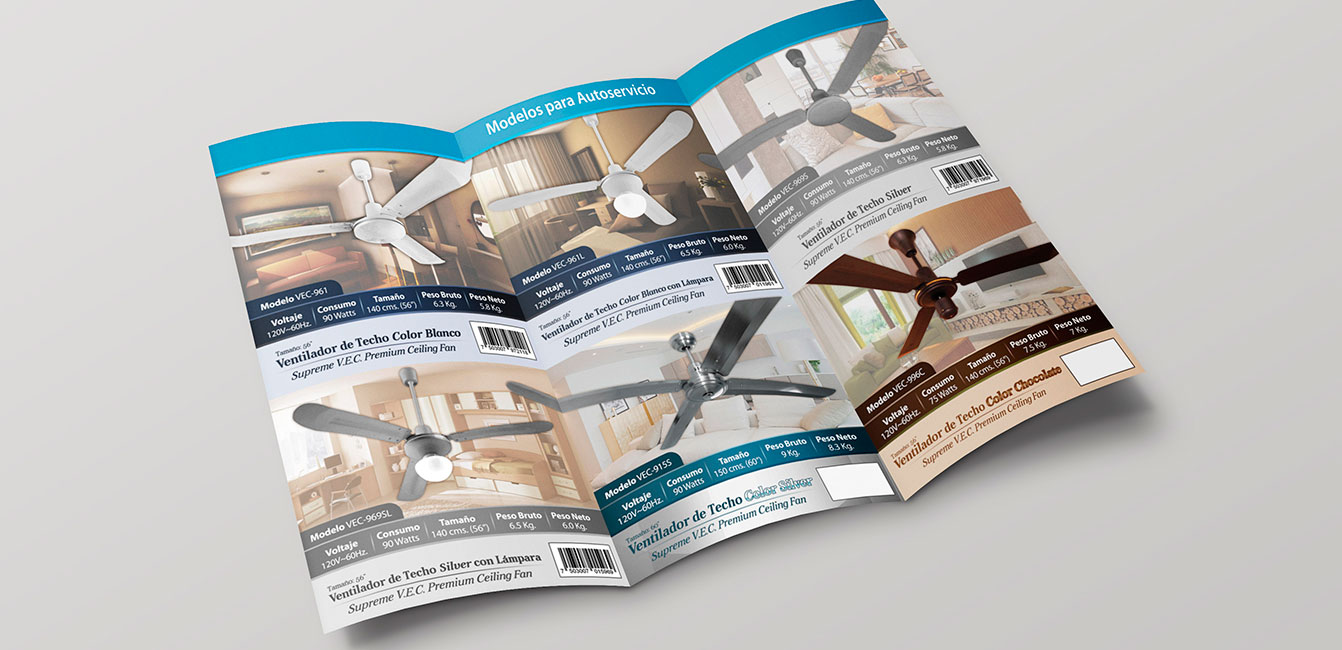 Modelos para Autoservicio
Modelo VEC-961
Voltaje Consumo Tamaño Peso Bruto Peso Neto
120V~60Hz. 90 Watts 140 cms. (56") 6.3 Kg. 5.8 Kg.
Tamaño: 56"
Ventilador de Techo Color Blanco
Supreme V.E.C. Premium Ceiling Fan
Modelo VEC-969SL
Voltaje Consumo Tamaño Peso Bruto Peso Neto
120V~60Hz. 90 Watts 140 cms. (56") 6.5 Kg. 6.0 Kg.
Tamaño: 56"
Ventilador de Techo Silver con Lámpara
Supreme V.E.C. Premium Ceiling Fan
7 503007 015969
Modelo VEC-961L
Voltaje Consumo Tamaño Peso Bruto Peso Neto
120V~60Hz. 90 Watts 140 cms. (56") 6.5 Kg. 6.0 Kg.
Tamaño: 56"
Ventilador de Techo Color Blanco con Lámpara
Supreme V.E.C. Premium Ceiling Fan
Modelo VEC-915S
Voltaje Consumo Tamaño Peso Bruto Peso Neto
120V~60Hz. 90 Watts 150 cms. (60") 9 Kg. 8.3 Kg.
Tamaño: 60"
Ventilador de Techo Color Silver
Supreme V.E.C. Premium Ceiling Fan
Modelo VEC-969S
Voltaje Consumo Tamaño Peso Bruto Peso Neto
120V~60Hz. 90 Watts 140 cms. (56") 6.3 Kg. 5.8 Kg.
Tamaño: 56"
Ventilador de Techo Silver
Supreme V.E.C. Premium Ceiling Fan
Modelo VEC-996C
Voltaje Consumo Tamaño Peso Bruto Peso Neto
120V~60Hz. 75 Watts 140 cms. (56") 7.5 Kg. 7 Kg.
Tamaño: 56"
Ventilador de Techo Color Chocolate
Supreme V.E.C. Premium Ceiling Fan